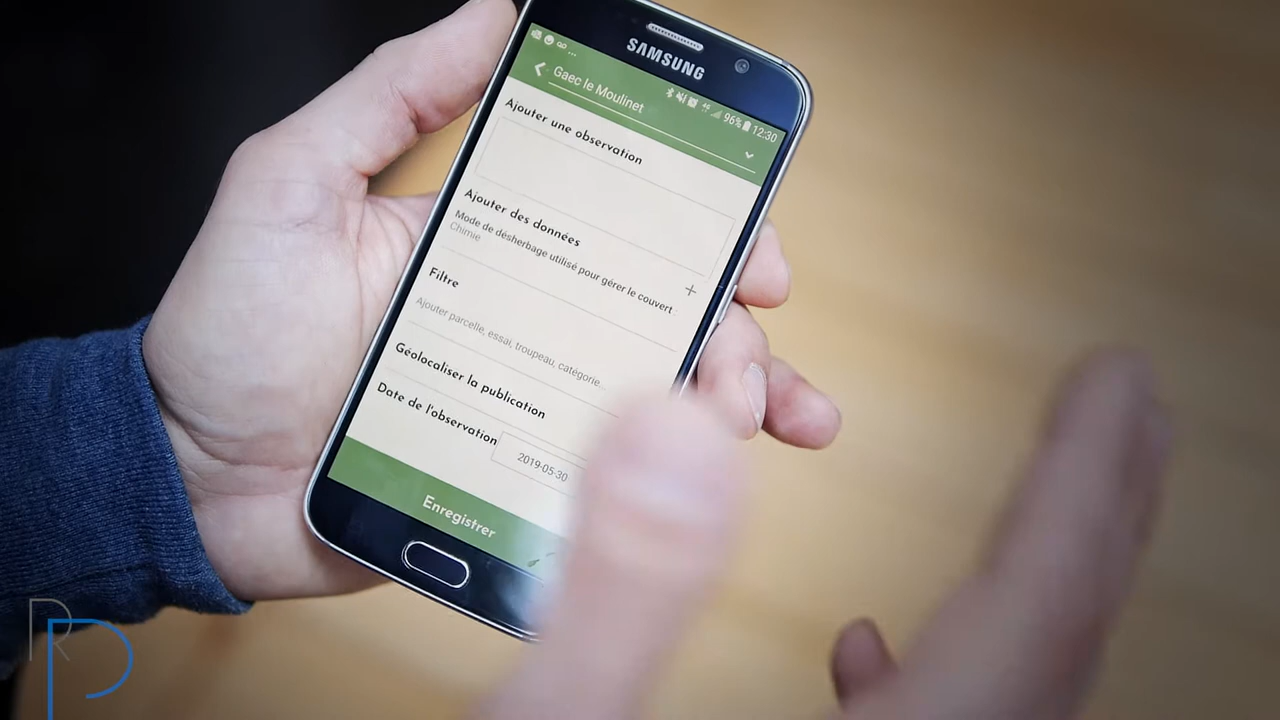 SAMSUNG
96% 12:30
Gaec le Moulinet
Ajouter une observation
Ajouter des données
Mode de désherbage utilisé pour gérer le couvert :
Chimie
Filtre
Ajouter parcelle, essai, troupeau, catégorie...
Géolocaliser la publication
Date de l'observation
2019-05-30
Enregistrer
RP